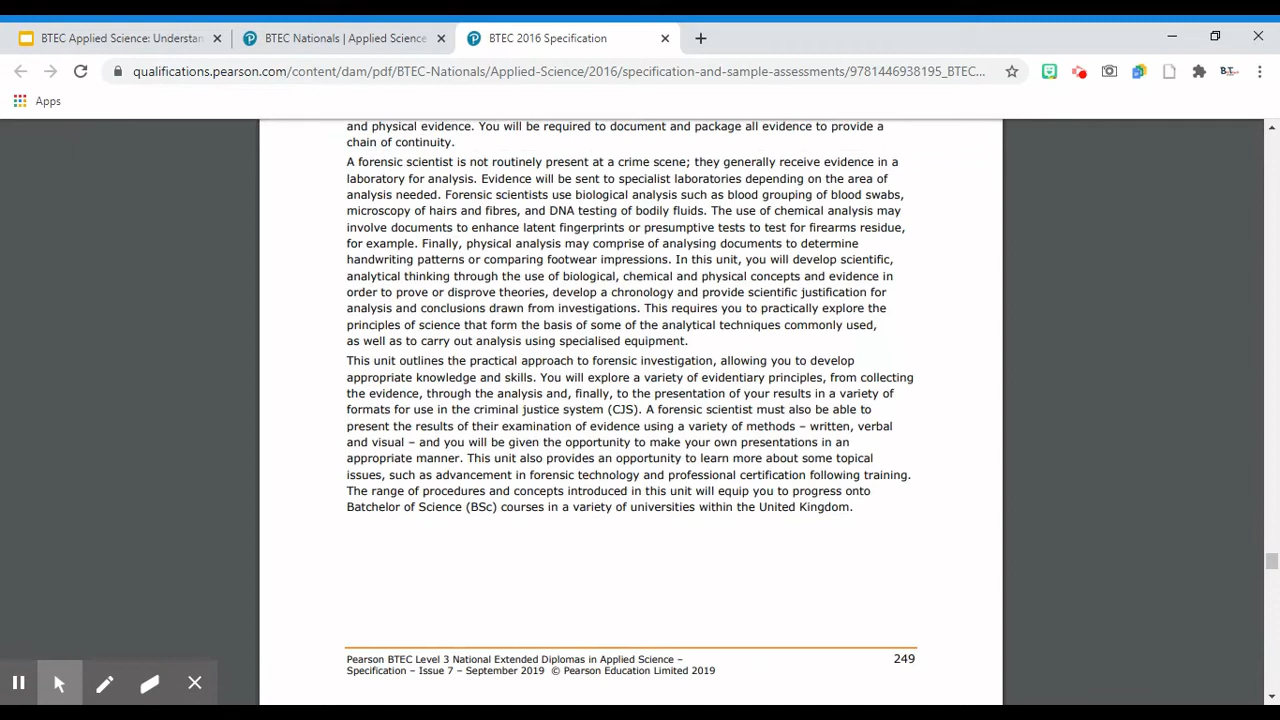 BTEC Applied Science: Understan
BTEC Nationals | Applied Science
BTEC 2016 Specification
qualifications.pearson.com/content/dam/pdf/BTEC-Nationals/Applied-Science/2016/specification-and-sample-assessments/9781446938195_BTEC...
Apps
and physical evidence. You will be required to document and package all evidence to provide a
chain of continuity.
A forensic scientist is not routinely present at a crime scene; they generally receive evidence in a
laboratory for analysis. Evidence will be sent to specialist laboratories depending on the area of
analysis needed. Forensic scientists use biological analysis such as blood grouping of blood swabs,
microscopy of hairs and fibres, and DNA testing of bodily fluids. The use of chemical analysis may
involve documents to enhance latent fingerprints or presumptive tests to test for firearms residue,
for example. Finally, physical analysis may comprise of analysing documents to determine
handwriting patterns or comparing footwear impressions. In this unit, you will develop scientific,
analytical thinking through the use of biological, chemical and physical concepts and evidence in
order to prove or disprove theories, develop a chronology and provide scientific justification for
analysis and conclusions drawn from investigations. This requires you to practically explore the
principles of science that form the basis of some of the analytical techniques commonly used,
as well as to carry out analysis using specialised equipment.
This unit outlines the practical approach to forensic investigation, allowing you to develop
appropriate knowledge and skills. You will explore a variety of evidentiary principles, from collecting
the evidence, through the analysis and, finally, to the presentation of your results in a variety of
formats for use in the criminal justice system (CJS). A forensic scientist must also be able to
present the results of their examination of evidence using a variety of methods – written, verbal
and visual – and you will be given the opportunity to make your own presentations in an
appropriate manner. This unit also provides an opportunity to learn more about some topical
issues, such as advancement in forensic technology and professional certification following training.
The range of procedures and concepts introduced in this unit will equip you to progress onto
Batchelor of Science (BSc) courses in a variety of universities within the United Kingdom.
Pearson BTEC Level 3 National Extended Diplomas in Applied Science –
Specification – Issue 7 – September 2019 © Pearson Education Limited 2019
249